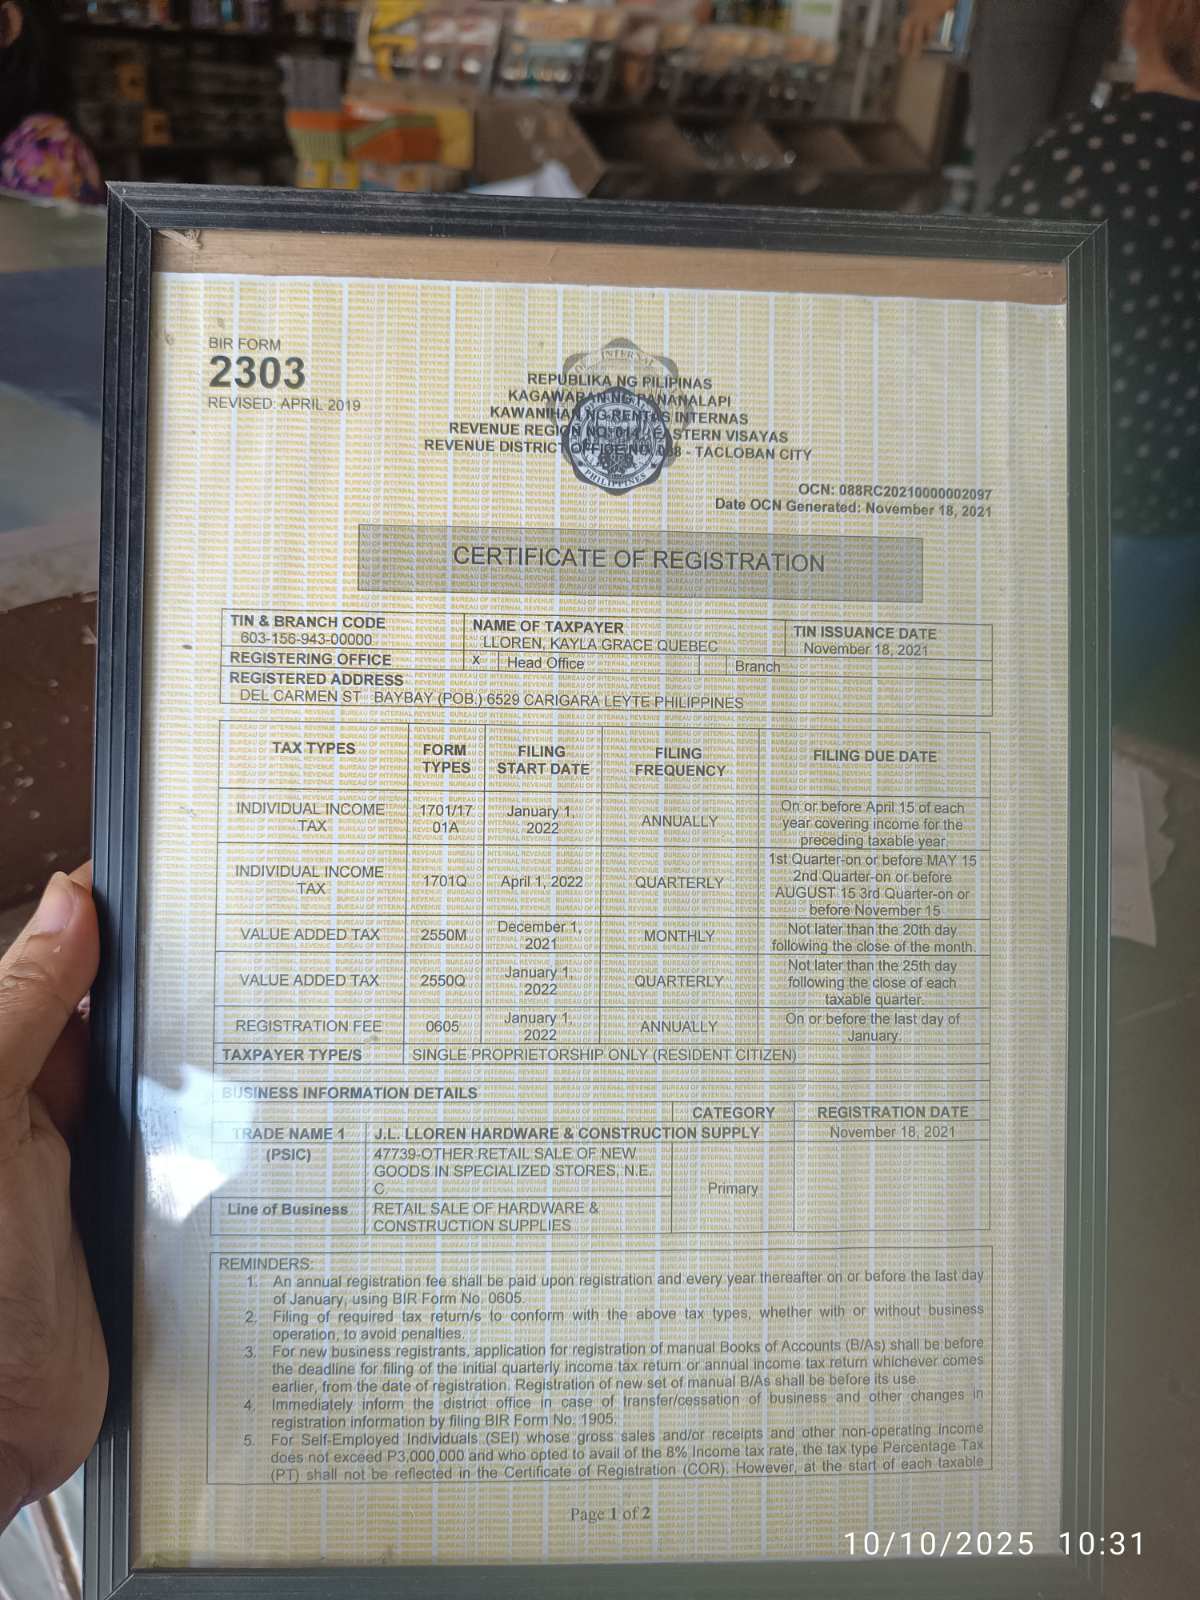 BIR FORM
2303
REVISED: APRIL 2019
REPUBLIKA NG PILIPINAS
KAGAWARAN NG PANANALAPI
KAWANIHAN NG RENTAS INTERNAS
REVENUE REGION NO. 014, EASTERN VISAYAS
REVENUE DISTRICT OFFICE NO. 088 - TACLOBAN CITY
OCN: 088RC20210000002097
Date OCN Generated: November 18, 2021
CERTIFICATE OF REGISTRATION
TIN & BRANCH CODE
603-156-943-00000
NAME OF TAXPAYER
LLOREN, KAYLA GRACE QUEBEC
TIN ISSUANCE DATE
November 18, 2021
REGISTERING OFFICE
X Head Office
Branch
REGISTERED ADDRESS
DEL CARMEN ST BAYBAY (POB.) 6529 CARIGARA LEYTE PHILIPPINES
TAX TYPES
FORM TYPES
FILING START DATE
FILING FREQUENCY
FILING DUE DATE
INDIVIDUAL INCOME TAX
1701/1701A
January 1, 2022
ANNUALLY
On or before April 15 of each
year covering income for the
preceding taxable year.
INDIVIDUAL INCOME TAX
1701Q
April 1, 2022
QUARTERLY
1st Quarter-on or before MAY 15
2nd Quarter-on or before
AUGUST 15 3rd Quarter-on or
before November 15
VALUE ADDED TAX
2550M
December 1, 2021
MONTHLY
Not later than the 20th day
following the close of the month.
VALUE ADDED TAX
2550Q
January 1, 2022
QUARTERLY
Not later than the 25th day
following the close of each
taxable quarter.
REGISTRATION FEE
0605
January 1, 2022
ANNUALLY
On or before the last day of
January.
TAXPAYER TYPE/S
SINGLE PROPRIETORSHIP ONLY (RESIDENT CITIZEN)
BUSINESS INFORMATION DETAILS
CATEGORY
REGISTRATION DATE
TRADE NAME 1
J.L. LLOREN HARDWARE & CONSTRUCTION SUPPLY
November 18, 2021
(PSIC)
47739-OTHER RETAIL SALE OF NEW
GOODS IN SPECIALIZED STORES, N.E.
C.
Primary
Line of Business
RETAIL SALE OF HARDWARE &
CONSTRUCTION SUPPLIES
REMINDERS:
1. An annual registration fee shall be paid upon registration and every year thereafter on or before the last day
of January, using BIR Form No. 0605.
2. Filing of required tax return/s to conform with the above tax types, whether with or without business
operation, to avoid penalties.
3. For new business registrants, application for registration of manual Books of Accounts (B/As) shall be before
the deadline for filing of the initial quarterly income tax return or annual income tax return whichever comes
earlier, from the date of registration. Registration of new set of manual B/As shall be before its use.
4. Immediately inform the district office in case of transfer/cessation of business and other changes in
registration information by filing BIR Form No. 1905.
5. For Self-Employed Individuals (SEI) whose gross sales and/or receipts and other non-operating income
does not exceed P3,000,000 and who opted to avail of the 8% Income tax rate, the tax type Percentage Tax
(PT) shall not be reflected in the Certificate of Registration (COR). However, at the start of each taxable
Page 1 of 2
10/10/2025 10:31